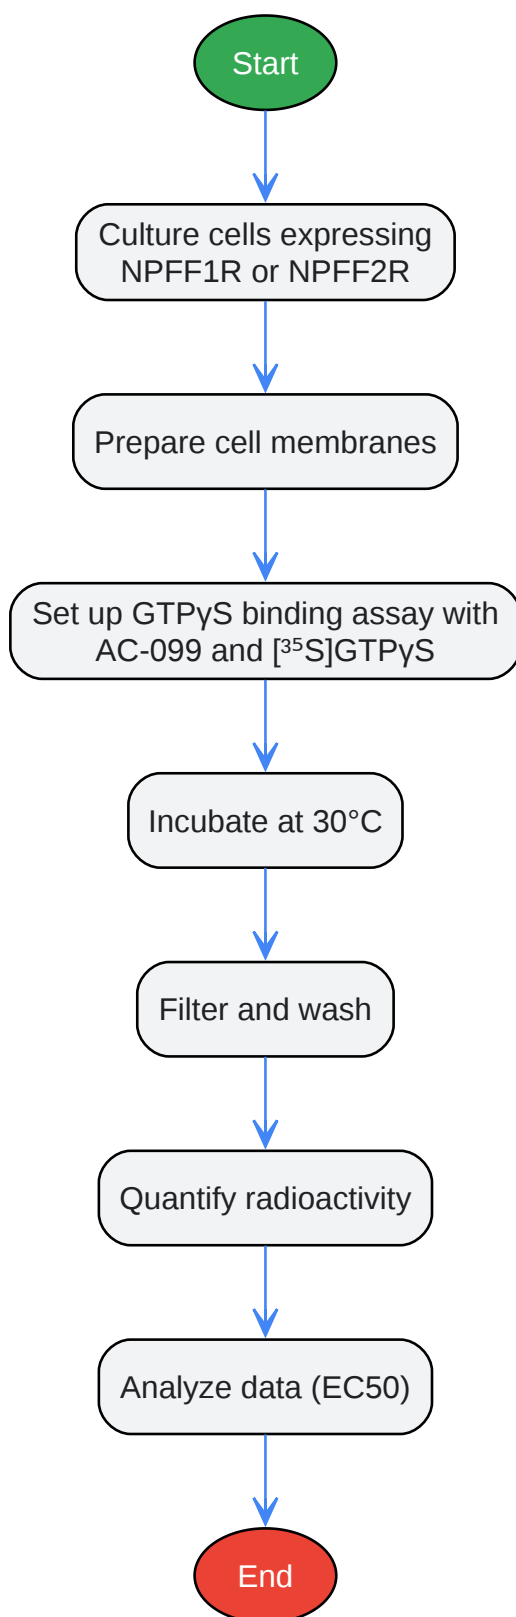 Start
Culture cells expressing
NPFF1R or NPFF2R
Prepare cell membranes
Set up GTPγS binding assay with
AC-099 and [³⁵S]GTPγS
Incubate at 30°C
Filter and wash
Quantify radioactivity
Analyze data (EC50)
End